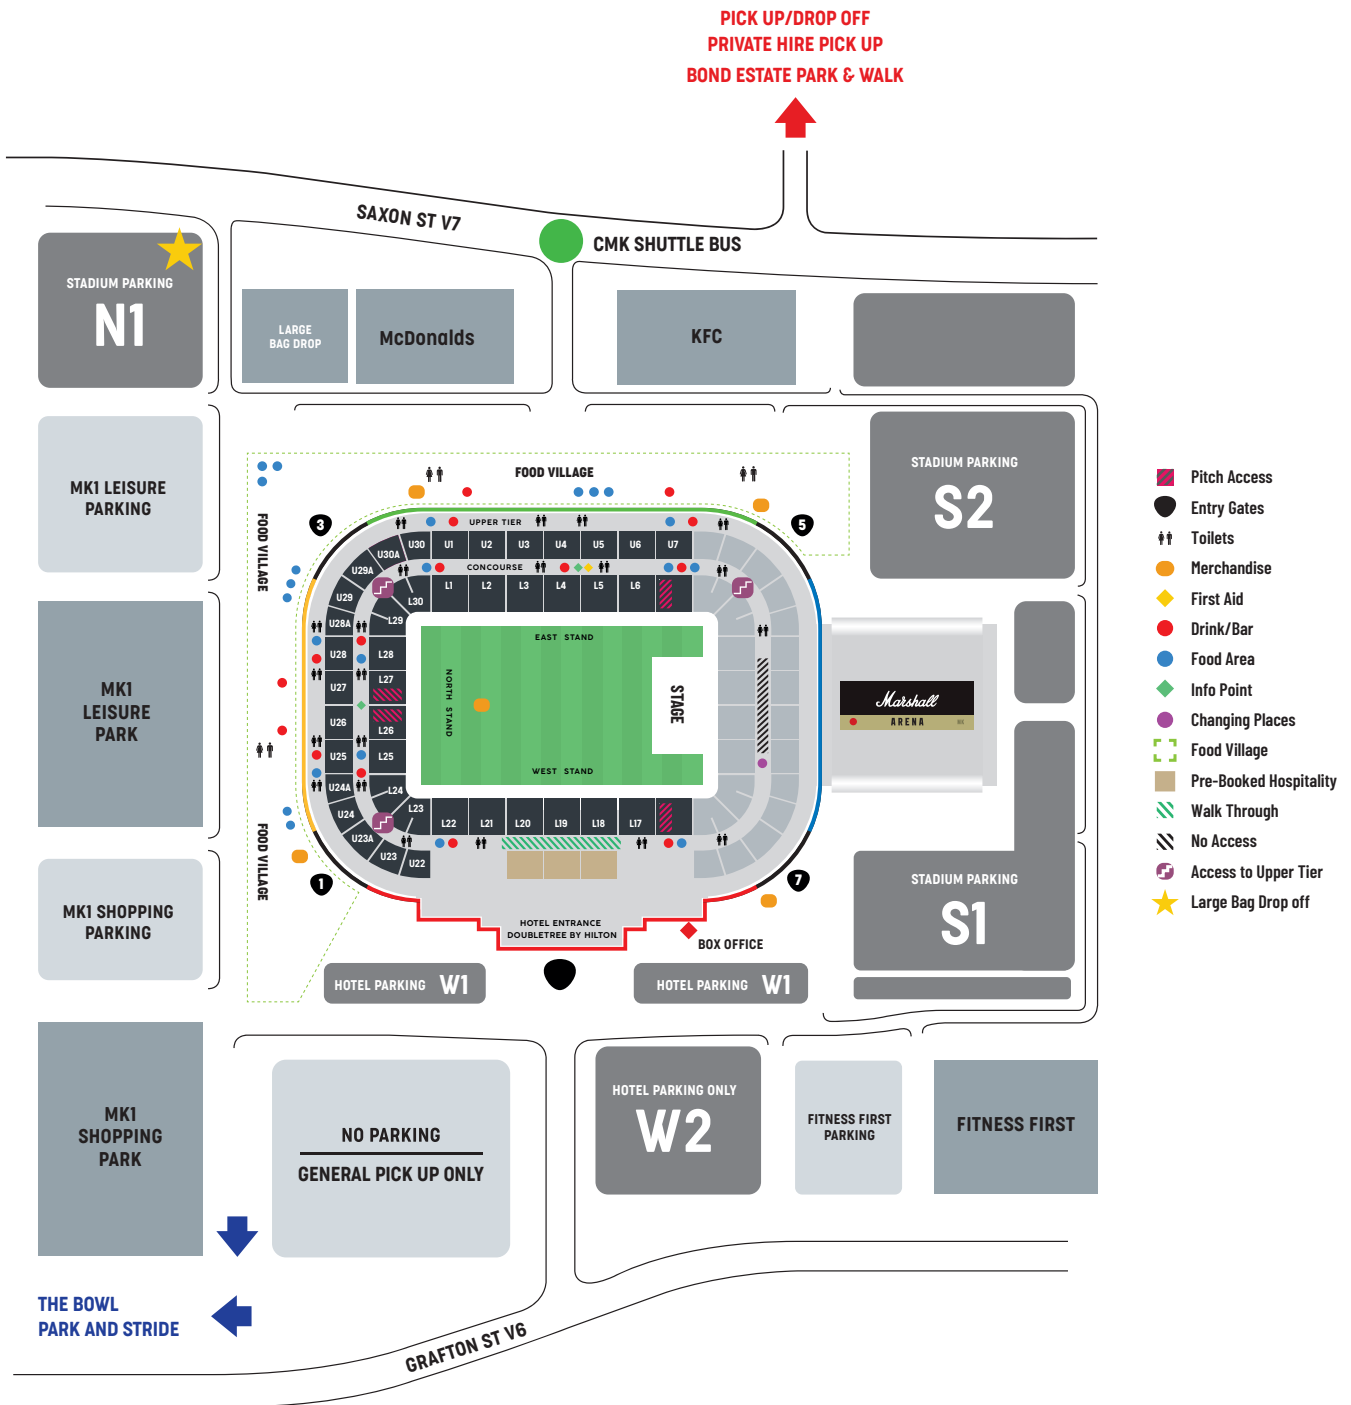 PICK UP/DROP OFF
PRIVATE HIRE PICK UP
BOND ESTATE PARK & WALK
SAXON ST V7
CMK SHUTTLE BUS
STADIUM PARKING
N1
LARGE
BAG DROP
McDonalds
KFC
MK1 LEISURE
PARKING
STADIUM PARKING
S2
FOOD VILLAGE
FOOD VILLAGE
FOOD VILLAGE
3
5
1
7
UPPER TIER
U30A
U30
U1
U2
U3
U4
U5
U6
U7
CONCOURSE
U29A
U29
U28A
U28
U27
U26
U25
U24A
U24
U23A
U23
U22
L30
L1
L2
L3
L4
L5
L6
L29
L28
L27
L26
L25
L24
L23
L22
L21
L20
L19
L18
L17
EAST STAND
NORTH STAND
WEST STAND
STAGE
Marshall
ARENA
MK1
LEISURE
PARK
MK1 SHOPPING
PARKING
HOTEL ENTRANCE
DOUBLETREE BY HILTON
BOX OFFICE
HOTEL PARKING W1
HOTEL PARKING W1
STADIUM PARKING
S1
MK1
SHOPPING
PARK
NO PARKING
GENERAL PICK UP ONLY
HOTEL PARKING ONLY
W2
FITNESS FIRST
PARKING
FITNESS FIRST
THE BOWL
PARK AND STRIDE
GRAFTON ST V6
Pitch Access
Entry Gates
Toilets
Merchandise
First Aid
Drink/Bar
Food Area
Info Point
Changing Places
Food Village
Pre-Booked Hospitality
Walk Through
No Access
Access to Upper Tier
Large Bag Drop off